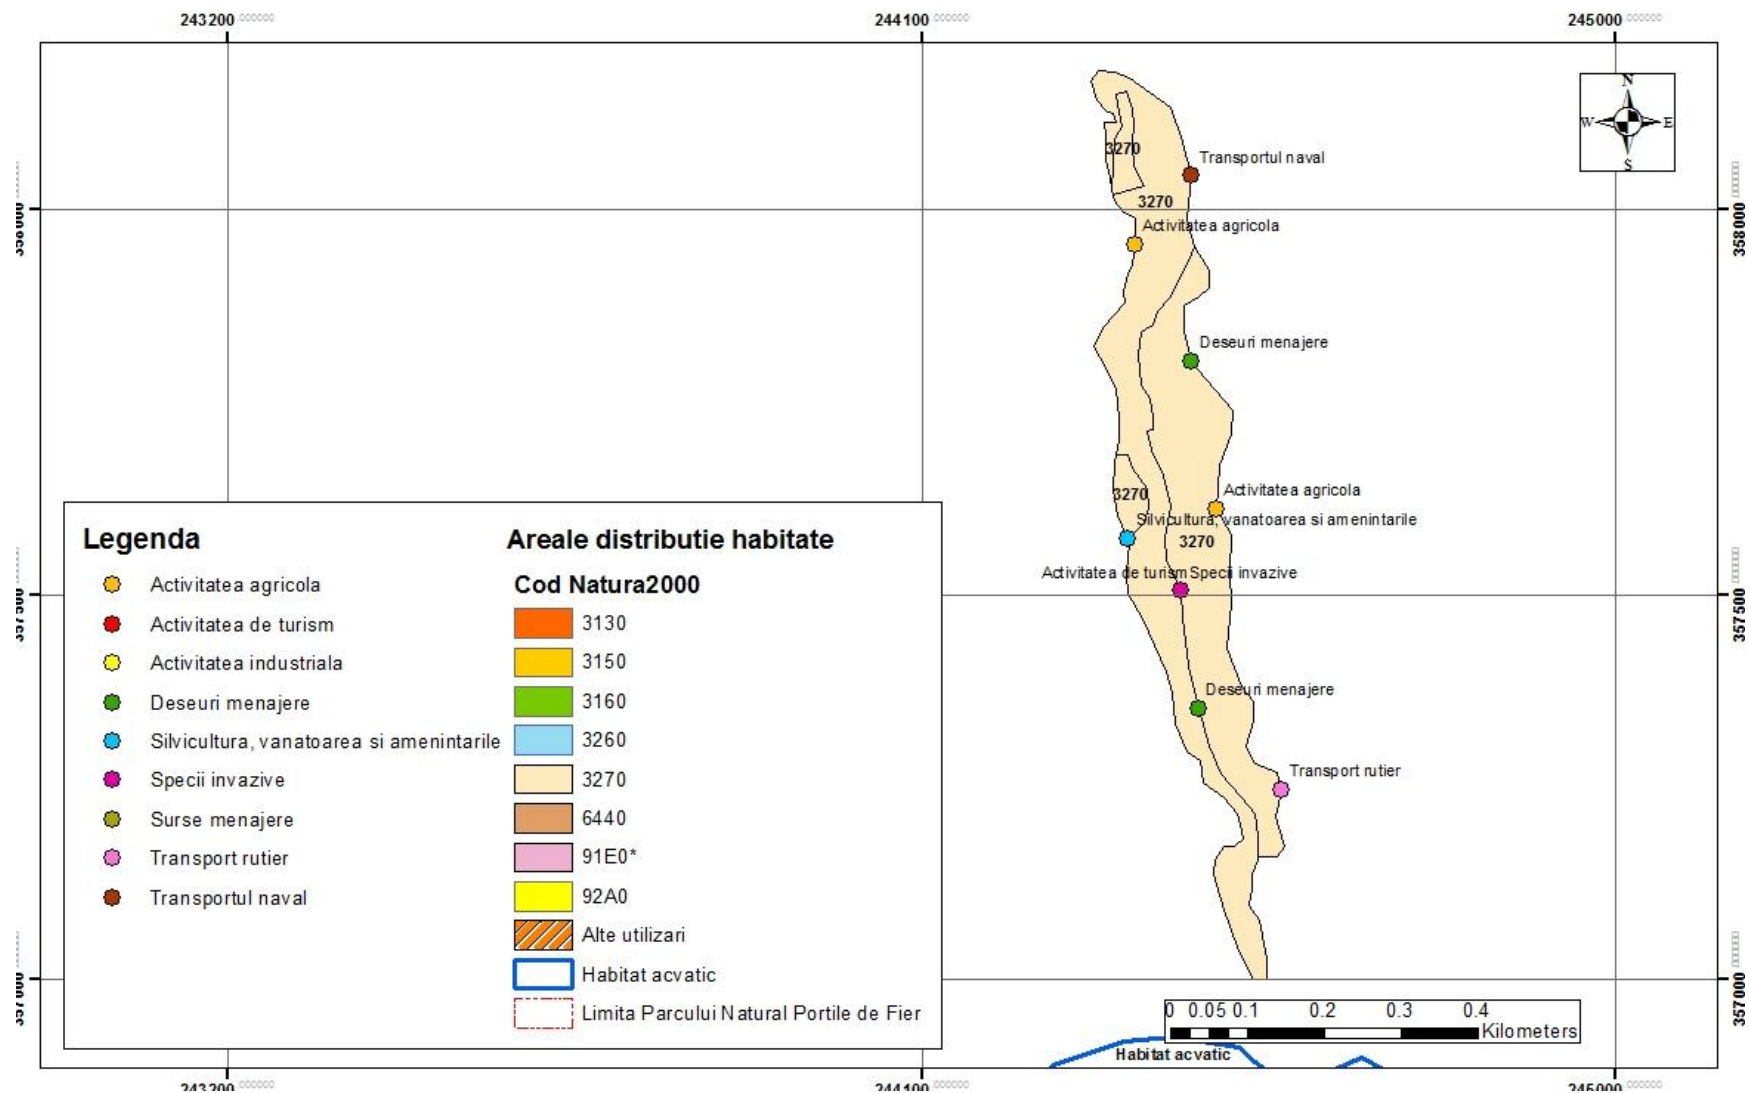 243200
244100
245000
N
W
E
S
3270
Transportul naval
3270
358000
358000
Activitatea agricola
Deseuri menajere
3270
Activitatea agricola
Silvicultura, vanatoarea si amenintarile
3270
Activitatea de turism Specii invazive
357500
357500
Deseuri menajere
Transport rutier
Legenda
Activitatea agricola
Activitatea de turism
Activitatea industriala
Deseuri menajere
Silvicultura, vanatoarea si amenintarile
Specii invazive
Surse menajere
Transport rutier
Transportul naval
Areale distributie habitate
Cod Natura2000
3130
3150
3160
3260
3270
6440
91E0*
92A0
Alte utilizari
Habitat acvatic
Limita Parcului Natural Portile de Fier
357000
357000
0 0.05 0.1 0.2 0.3 0.4
Kilometers
Habitat acvatic
243200
244100
245000